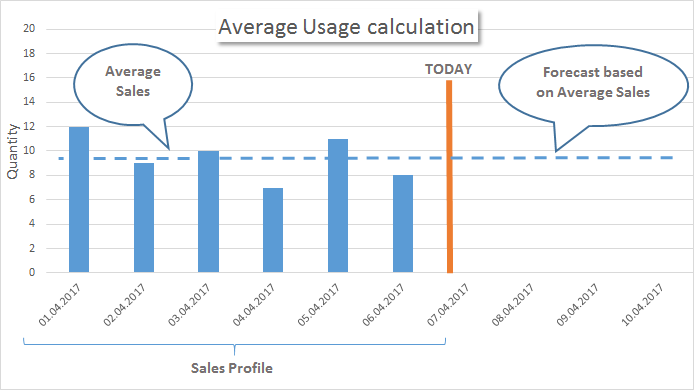 Average Usage calculation
20
18
16
14
12
10
8
6
4
2
0
Quantity
Average
Sales
TODAY
Forecast based
on Average Sales
01.04.2017
02.04.2017
03.04.2017
04.04.2017
05.04.2017
06.04.2017
07.04.2017
08.04.2017
09.04.2017
10.04.2017
Sales Profile